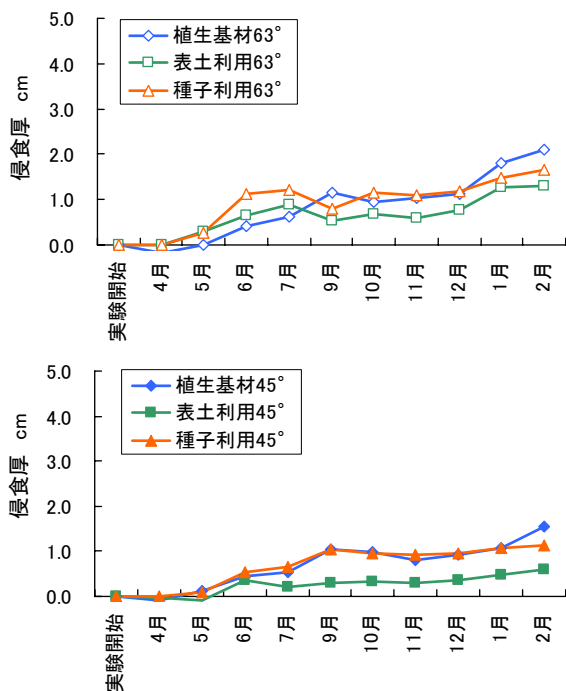 侵食厚 cm
5.0
4.0
3.0
2.0
1.0
0.0
植生基材63°
表土利用63°
種子利用63°
実験開始
4月
5月
6月
7月
9月
10月
11月
12月
1月
2月
侵食厚 cm
5.0
4.0
3.0
2.0
1.0
0.0
植生基材45°
表土利用45°
種子利用45°
実験開始
4月
5月
6月
7月
9月
10月
11月
12月
1月
2月